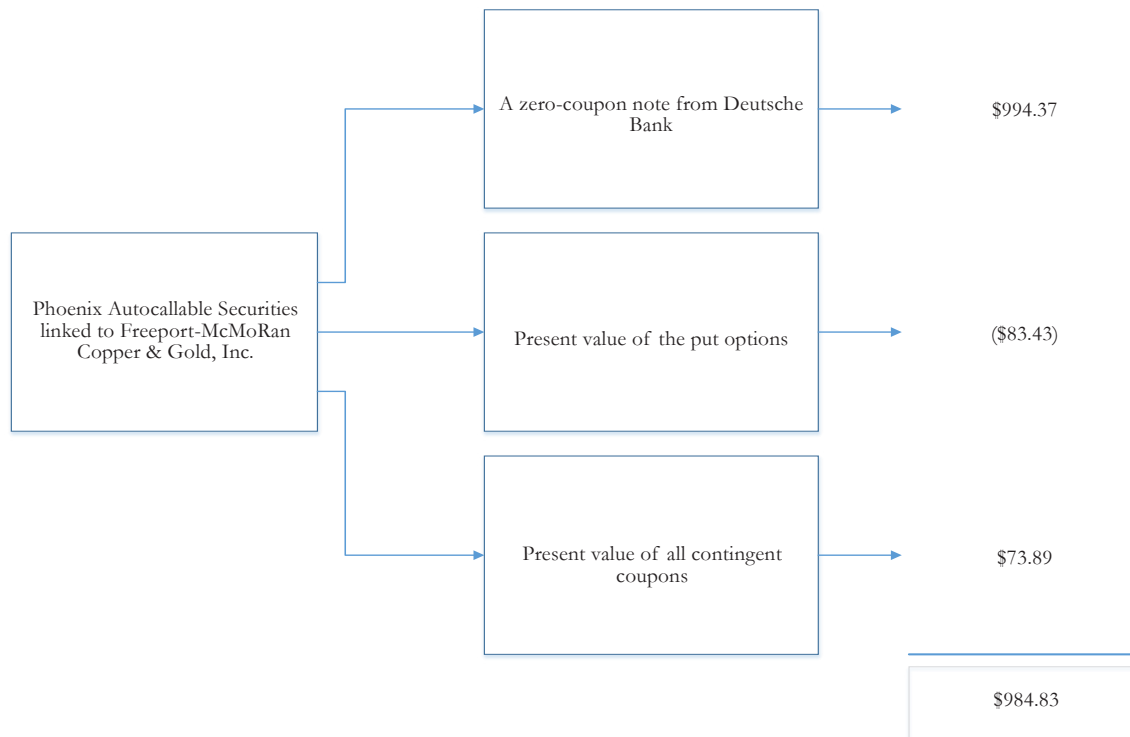 A zero-coupon note from Deutsche
Bank
$994.37
Phoenix Autocallable Securities
linked to Freeport-McMoRan
Copper & Gold, Inc.
Present value of the put options
($83.43)
Present value of all contingent
coupons
$73.89
$984.83